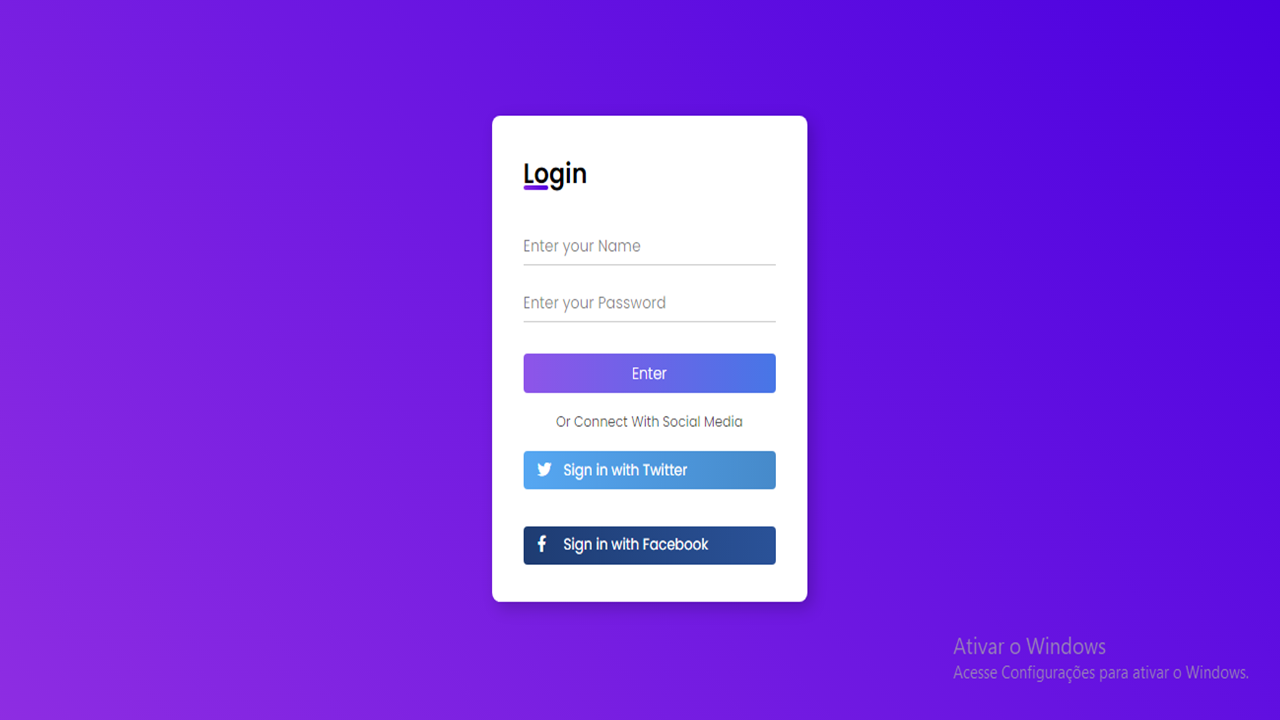 Login
Enter your Name
Enter your Password
Enter
Or Connect With Social Media
Sign in with Twitter
Sign in with Facebook
Ativar o Windows
Acesse Configurações para ativar o Windows.